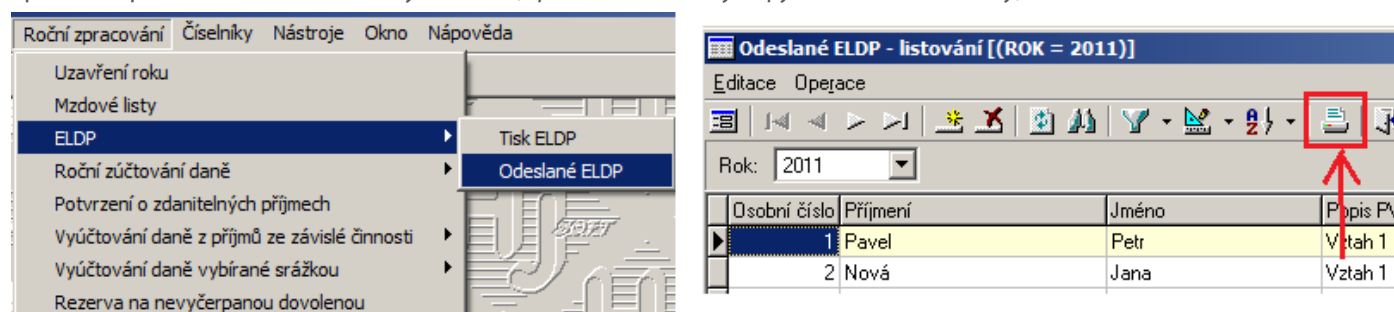 Roční zpracování Číselníky Nástroje Okno Nápověda
Uzavření roku
Mzdové listy
ELDP
Roční zúčtování daně
Potvrzení o zdanitelných příjmech
Vyúčtování daně z příjmů ze závislé činnosti
Vyúčtování daně vybírané srážkou
Rezerva na nevyčerpanou dovolenou
Tisk ELDP
Odeslané ELDP
Odeslané ELDP - listování [(ROK = 2011)]
Editace Operace
Rok: 2011
Osobní číslo Příjmení Jméno Popis
1 Pavel Petr Vztah 1
2 Nová Jana Vztah 1